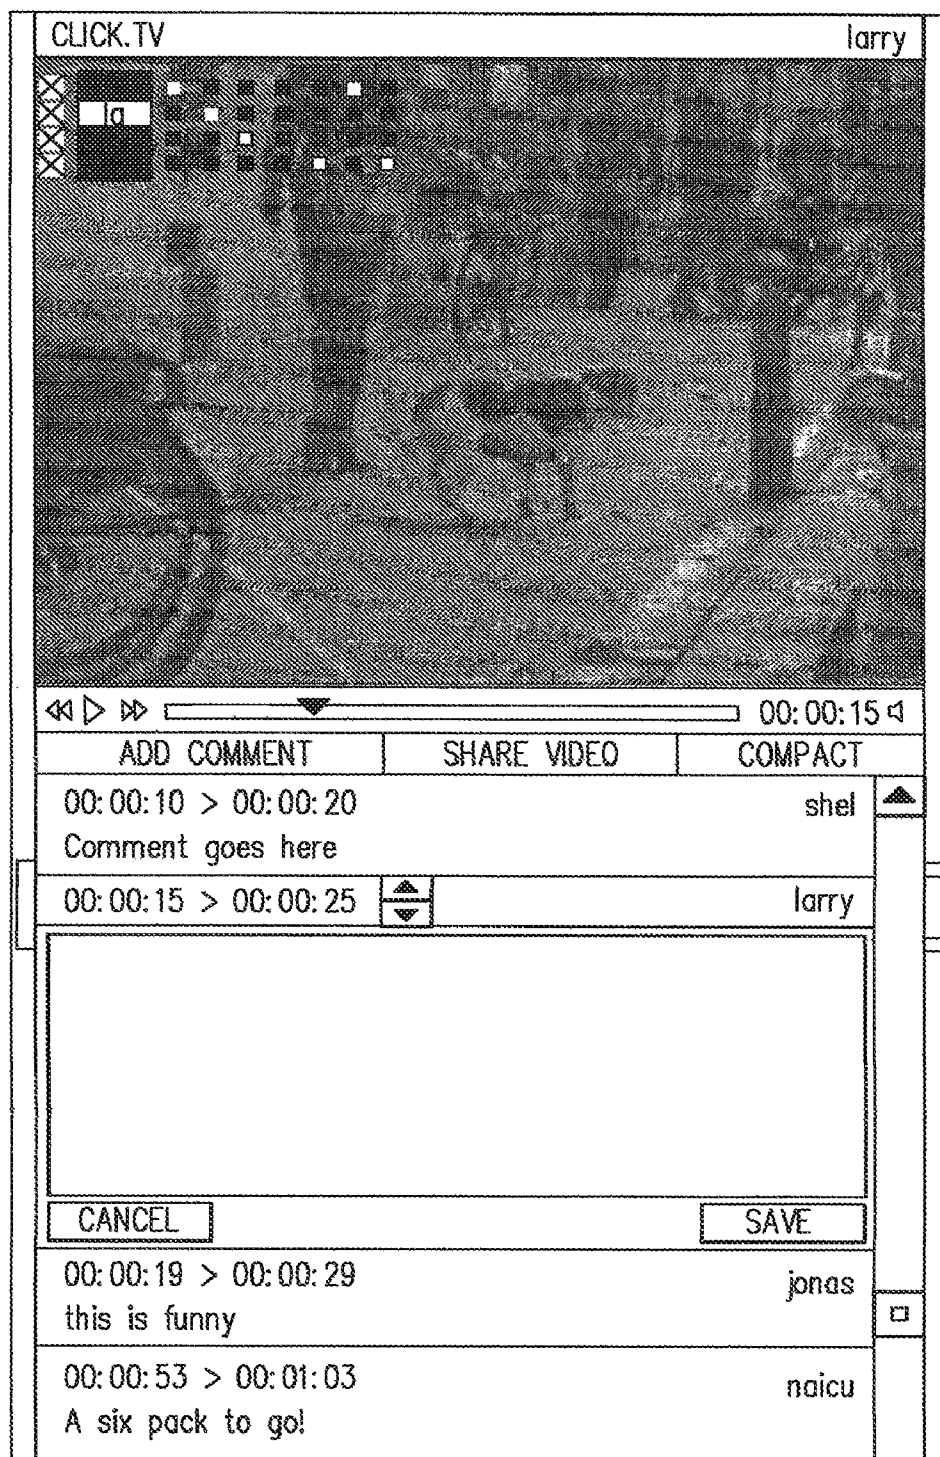 CLICK.TV larry
la
00:00:15
ADD COMMENT SHARE VIDEO COMPACT
00:00:10 > 00:00:20 shel
Comment goes here
00:00:15 > 00:00:25 larry
CANCEL SAVE
00:00:19 > 00:00:29 jonas
this is funny
00:00:53 > 00:01:03 naicu
A six pack to go!